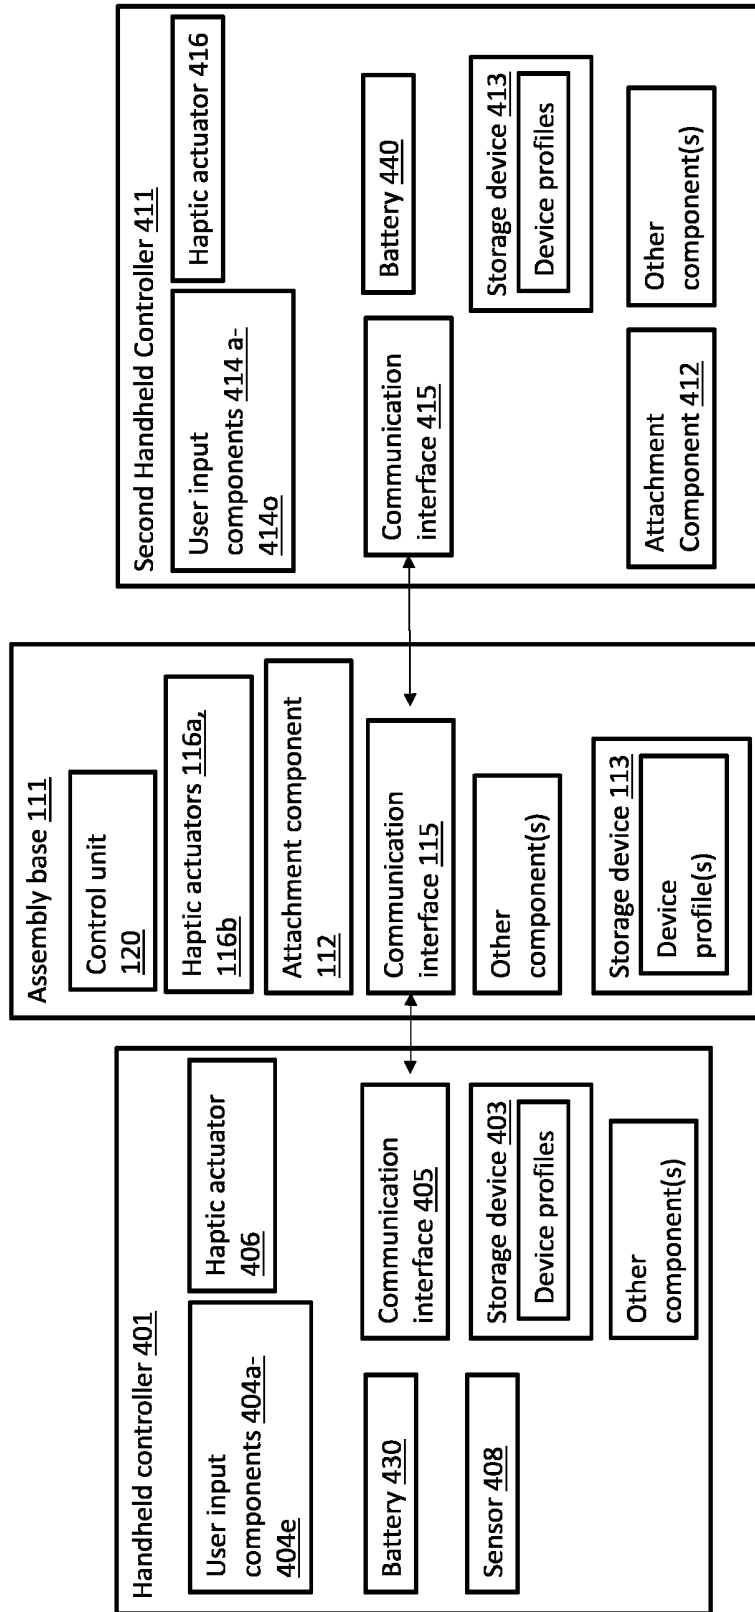 Handheld controller 401
User input
components 404a-
404e
Haptic actuator
406
Battery 430
Communication
interface 405
Sensor 408
Storage device 403
Device profiles
Other
component(s)
Assembly base 111
Control unit
120
Haptic actuators 116a,
116b
Attachment component
112
Communication
interface 115
Other
component(s)
Storage device 113
Device
profile(s)
Second Handheld Controller 411
User input
components 414 a-
414o
Haptic actuator 416
Communication
interface 415
Battery 440
Storage device 413
Device profiles
Attachment
Component 412
Other
component(s)